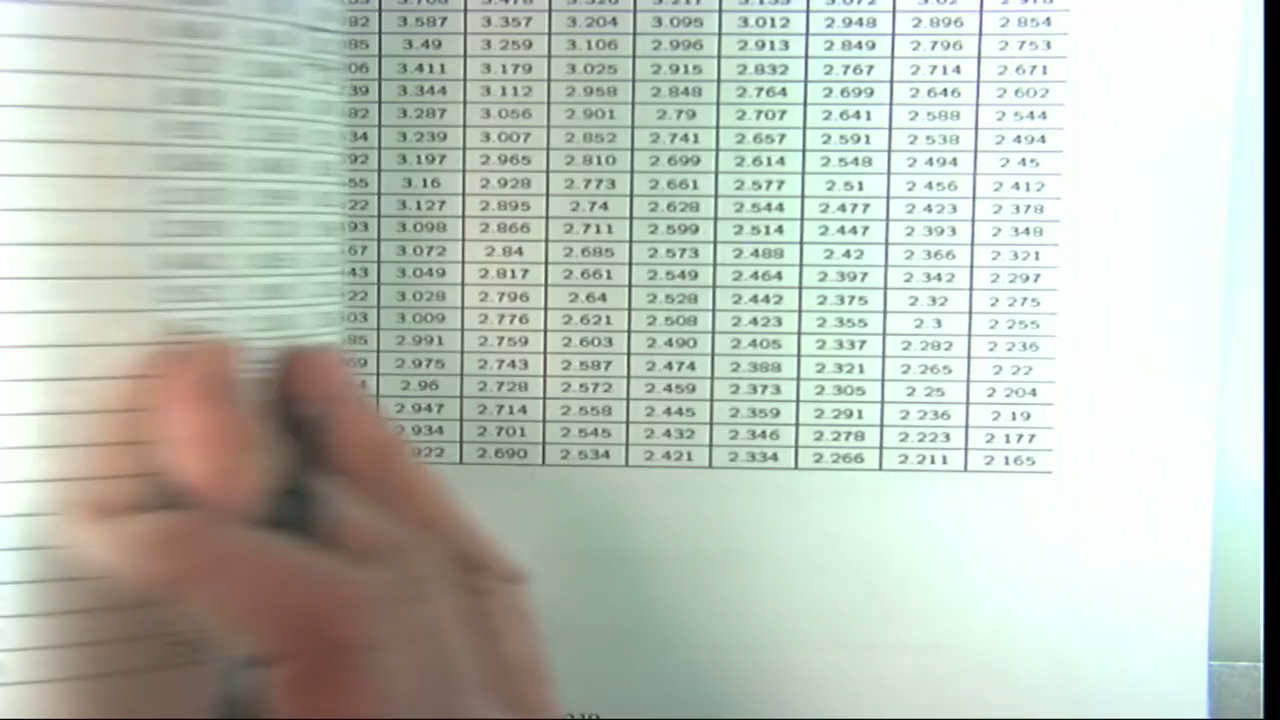 82 3.587 3.357 3.204 3.095 3.012 2.948 2.896 2 854
85 3.49 3.259 3.106 2.996 2.913 2.849 2.796 2.753
06 3.411 3.179 3.025 2.915 2.832 2.767 2.714 2.671
39 3.344 3.112 2.958 2.848 2.764 2.699 2 646 2 602
82 3.287 3.056 2.901 2.79 2.707 2.641 2 588 2 544
34 3.239 3.007 2.852 2.741 2.657 2.591 2 538 2 494
92 3.197 2.965 2.810 2.699 2.614 2.548 2 494 2 45
55 3.16 2.928 2.773 2.661 2.577 2.51 2.456 2 412
22 3.127 2.895 2.74 2.628 2.544 2.477 2.423 2 378
93 3.098 2.866 2.711 2.599 2.514 2.447 2.393 2 348
67 3.072 2.84 2.685 2.573 2.488 2.42 2.366 2 321
43 3.049 2.817 2.661 2.549 2.464 2.397 2.342 2.297
22 3.028 2.796 2.64 2.528 2.442 2.375 2.32 2 275
03 3.009 2.776 2.621 2.508 2.423 2.355 2.3 2 255
85 2.991 2.759 2.603 2.490 2.405 2.337 2.282 2 236
69 2.975 2.743 2.587 2.474 2.388 2.321 2.265 2 22
2.96 2.728 2.572 2.459 2.373 2.305 2.25 2 204
2.947 2.714 2.558 2.445 2.359 2.291 2 236 2 19
2.934 2.701 2.545 2.432 2.346 2.278 2.223 2 177
922 2.690 2.534 2.421 2.334 2.266 2.211 2 165